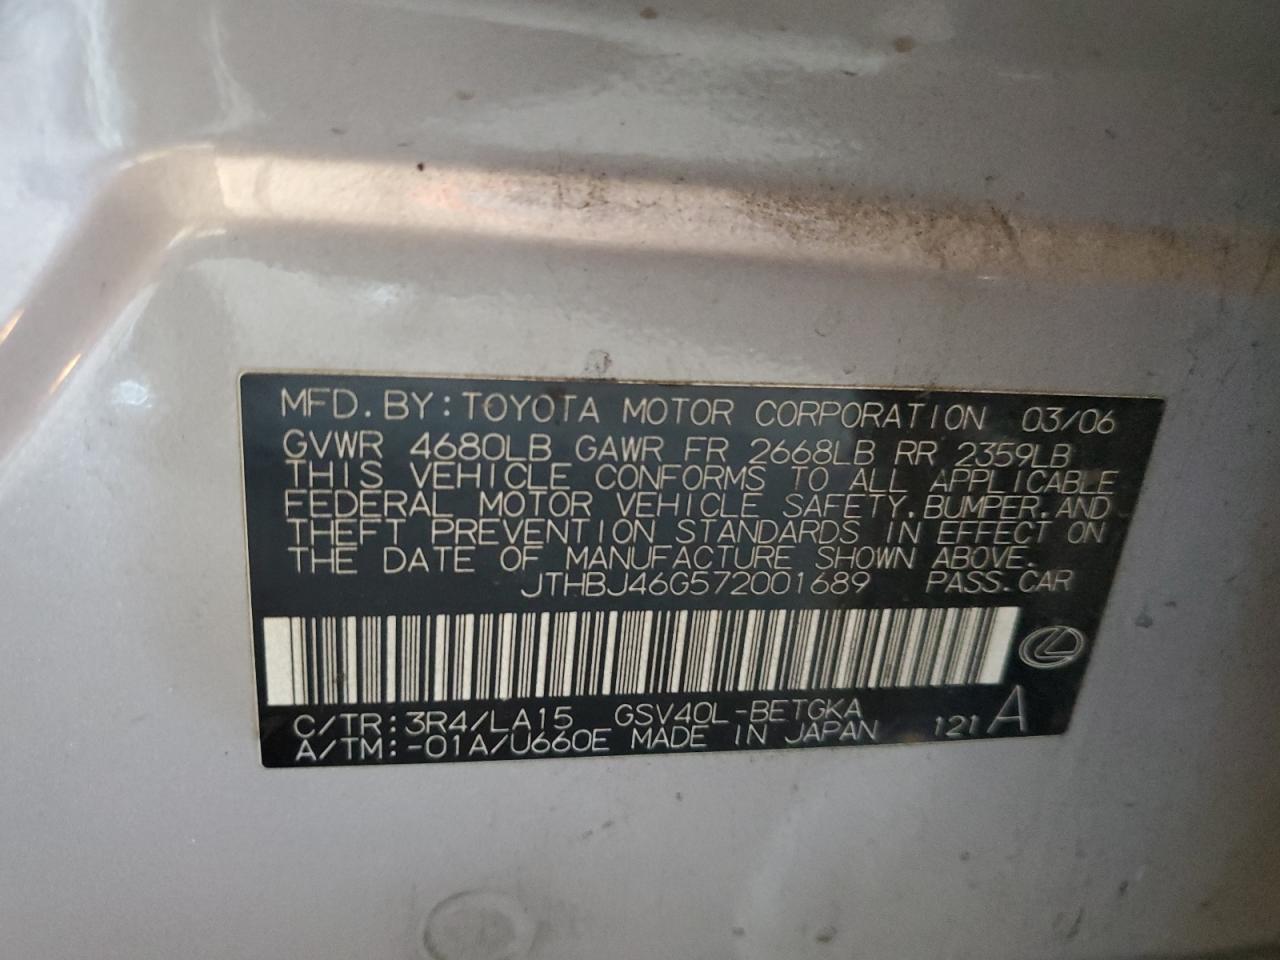 MFD. BY: TOYOTA MOTOR CORPORATION 03/06
GVWR 4680LB GAWR FR 2668LB RR 2359LB
THIS VEHICLE CONFORMS TO ALL APPLICABLE
FEDERAL MOTOR VEHICLE SAFETY, BUMPER, AND
THEFT PREVENTION STANDARDS IN EFFECT ON
THE DATE OF MANUFACTURE SHOWN ABOVE.
JTHBJ46G572001689 PASS. CAR
C/TR: 3R4/LA15 GSV40L-BETGKA
A/TM: -01A/U660E MADE IN JAPAN 121 A